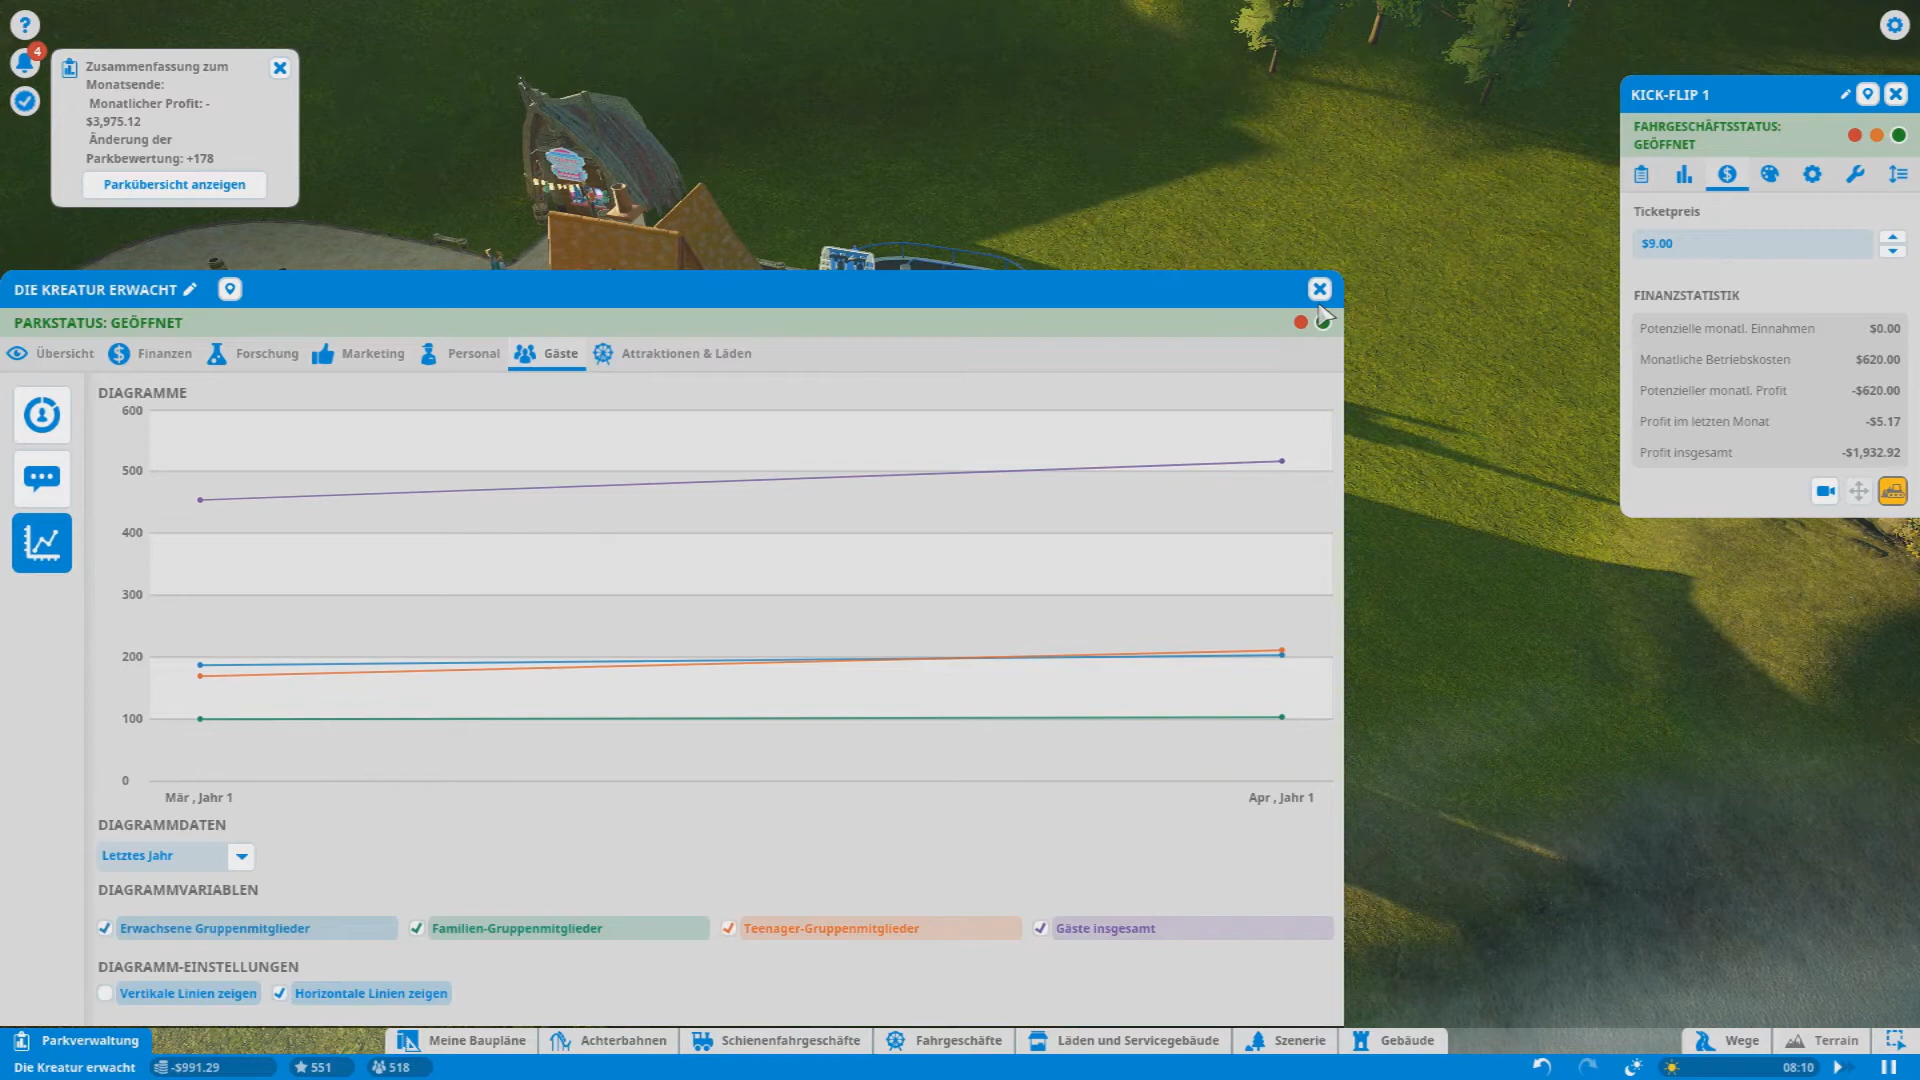 ?
4
Zusammenfassung zum
Monatsende:
Monatlicher Profit: -
$3,975.12
Änderung der
Parkbewertung: +178
Parkübersicht anzeigen
KICK-FLIP 1
FAHRGESCHÄFTSSTATUS:
GEÖFFNET
Ticketpreis
$9.00
FINANZSTATISTIK
Potenzielle monatl. Einnahmen $0.00
Monatliche Betriebskosten $620.00
Potenzieller monatl. Profit -$620.00
Profit im letzten Monat -$5.17
Profit insgesamt -$1,932.92
DIE KREATUR ERWACHT
PARKSTATUS: GEÖFFNET
Übersicht Finanzen Forschung Marketing Personal Gäste Attraktionen & Läden
DIAGRAMME
600
500
400
300
200
100
0
Mär , Jahr 1 Apr , Jahr 1
DIAGRAMMDATEN
Letztes Jahr
DIAGRAMMVARIABLEN
Erwachsene Gruppenmitglieder Familien-Gruppenmitglieder Teenager-Gruppenmitglieder Gäste insgesamt
DIAGRAMM-EINSTELLUNGEN
Vertikale Linien zeigen Horizontale Linien zeigen
Parkverwaltung Meine Baupläne Achterbahnen Schienenfahrgeschäfte Fahrgeschäfte Läden und Servicegebäude Szenerie Gebäude Wege Terrain
Die Kreatur erwacht -$991.29 551 518 08:10